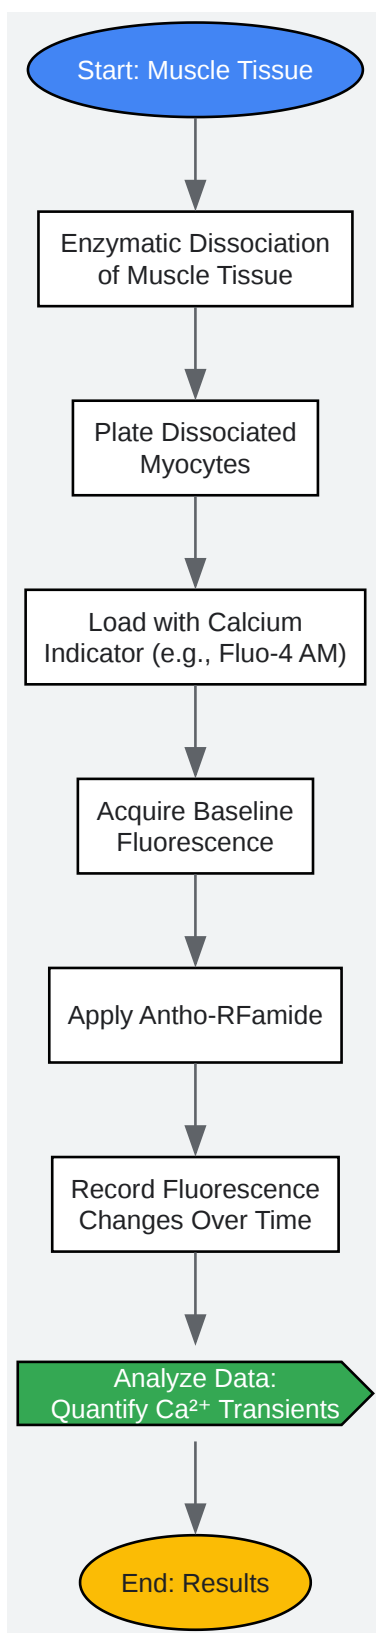 Start: Muscle Tissue
Enzymatic Dissociation
of Muscle Tissue
Plate Dissociated
Myocytes
Load with Calcium
Indicator (e.g., Fluo-4 AM)
Acquire Baseline
Fluorescence
Apply Antho-RFamide
Record Fluorescence
Changes Over Time
Analyze Data:
Quantify Ca²⁺ Transients
End: Results